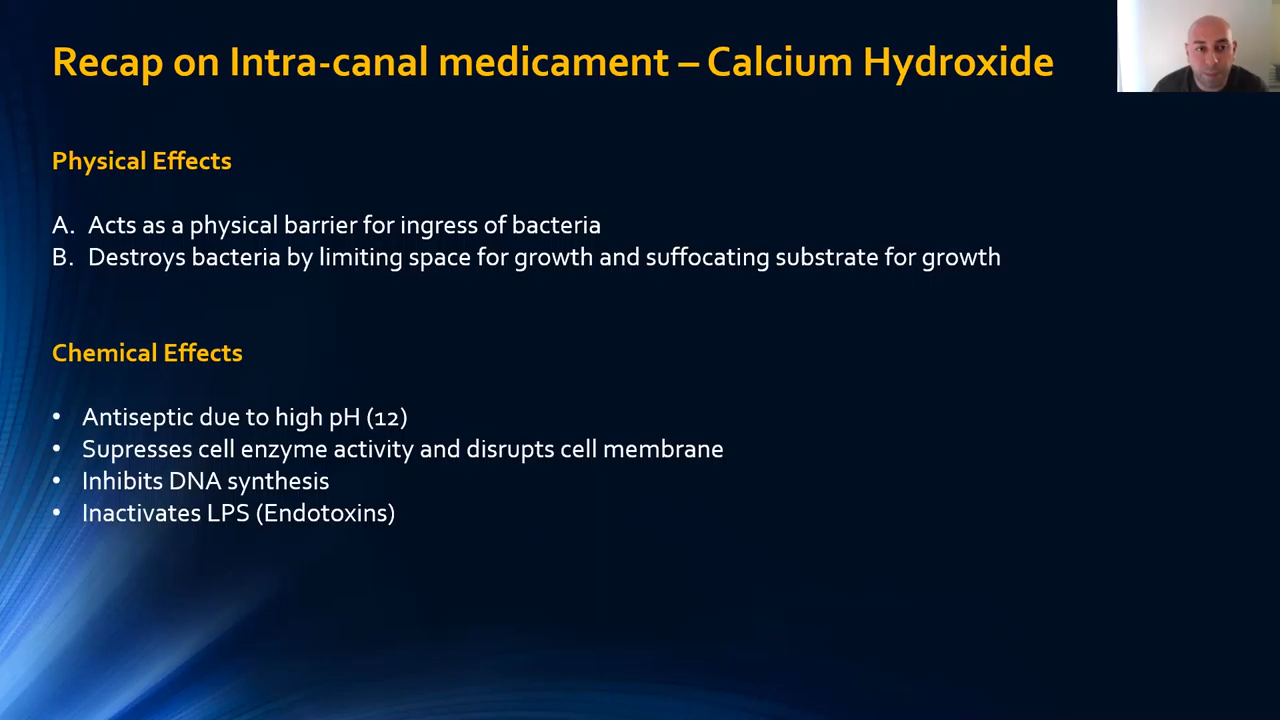 Recap on Intra-canal medicament – Calcium Hydroxide
Physical Effects
A. Acts as a physical barrier for ingress of bacteria
B. Destroys bacteria by limiting space for growth and suffocating substrate for growth
Chemical Effects
• Antiseptic due to high pH (12)
• Supresses cell enzyme activity and disrupts cell membrane
• Inhibits DNA synthesis
• Inactivates LPS (Endotoxins)